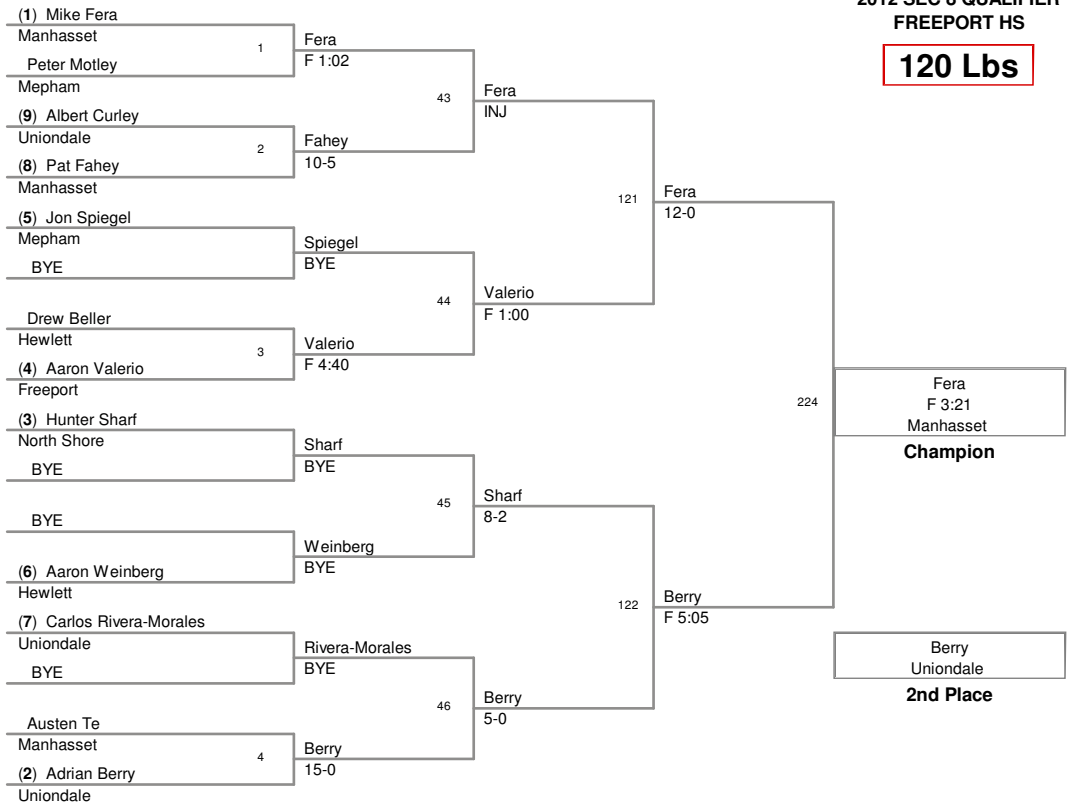 2012 SEC 8 QUALIFIER
FREEPORT HS
120 Lbs
(1) Mike Fera
Manhasset
Peter Motley
Mepham
(9) Albert Curley
Uniondale
(8) Pat Fahey
Manhasset
(5) Jon Spiegel
Mepham
BYE
Drew Beller
Hewlett
(4) Aaron Valerio
Freeport
(3) Hunter Sharf
North Shore
BYE
BYE
(6) Aaron Weinberg
Hewlett
(7) Carlos Rivera-Morales
Uniondale
BYE
Austen Te
Manhasset
(2) Adrian Berry
Uniondale
1
2
3
4
Fera
F 1:02
Fahey
10-5
Spiegel
BYE
Valerio
F 4:40
Sharf
BYE
Weinberg
BYE
Rivera-Morales
BYE
Berry
15-0
43
44
45
46
Fera
INJ
Valerio
F 1:00
Sharf
8-2
Berry
5-0
121
122
Fera
12-0
Berry
F 5:05
224
Fera
F 3:21
Manhasset
Champion
Berry
Uniondale
2nd Place